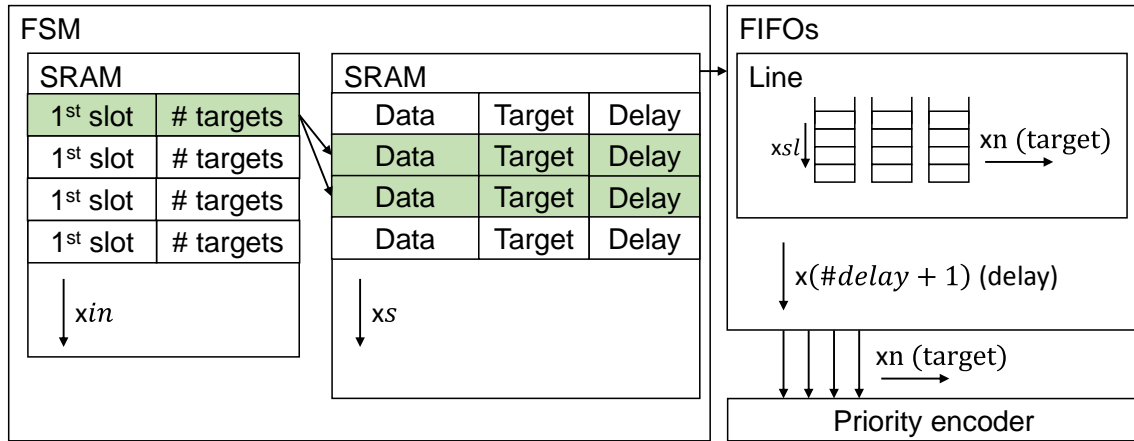 FSM
SRAM
1st slot # targets
1st slot # targets
1st slot # targets
1st slot # targets
xin
SRAM
Data Target Delay
Data Target Delay
Data Target Delay
Data Target Delay
xs
FIFOs
Line
xsl
xn (target)
x(#delay + 1) (delay)
xn (target)
Priority encoder